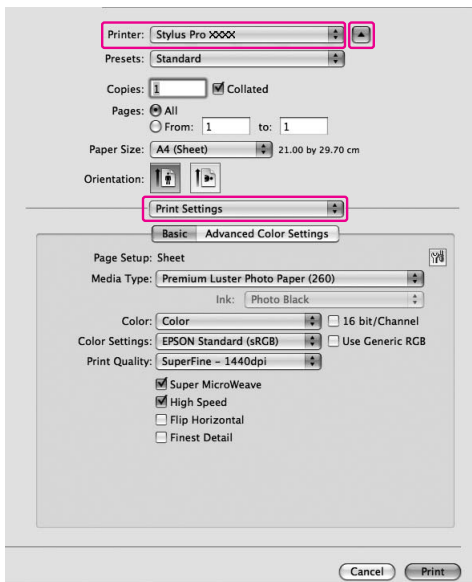 Printer: Stylus Pro XXXX
Presets: Standard
Copies: 1 Collated
Pages: All
From: 1 to: 1
Paper Size: A4 (Sheet) 21.00 by 29.70 cm
Orientation:
Print Settings
Basic Advanced Color Settings
Page Setup: Sheet
Media Type: Premium Luster Photo Paper (260)
Ink: Photo Black
Color: Color 16 bit/Channel
Color Settings: EPSON Standard (sRGB) Use Generic RGB
Print Quality: SuperFine – 1440dpi
Super MicroWeave
High Speed
Flip Horizontal
Finest Detail
Cancel Print